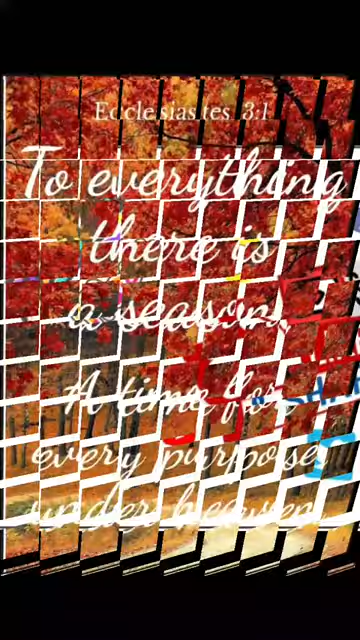 Ecclesiastes 3:1
To everything
there is
a season,
A time for
every purpose
under heaven